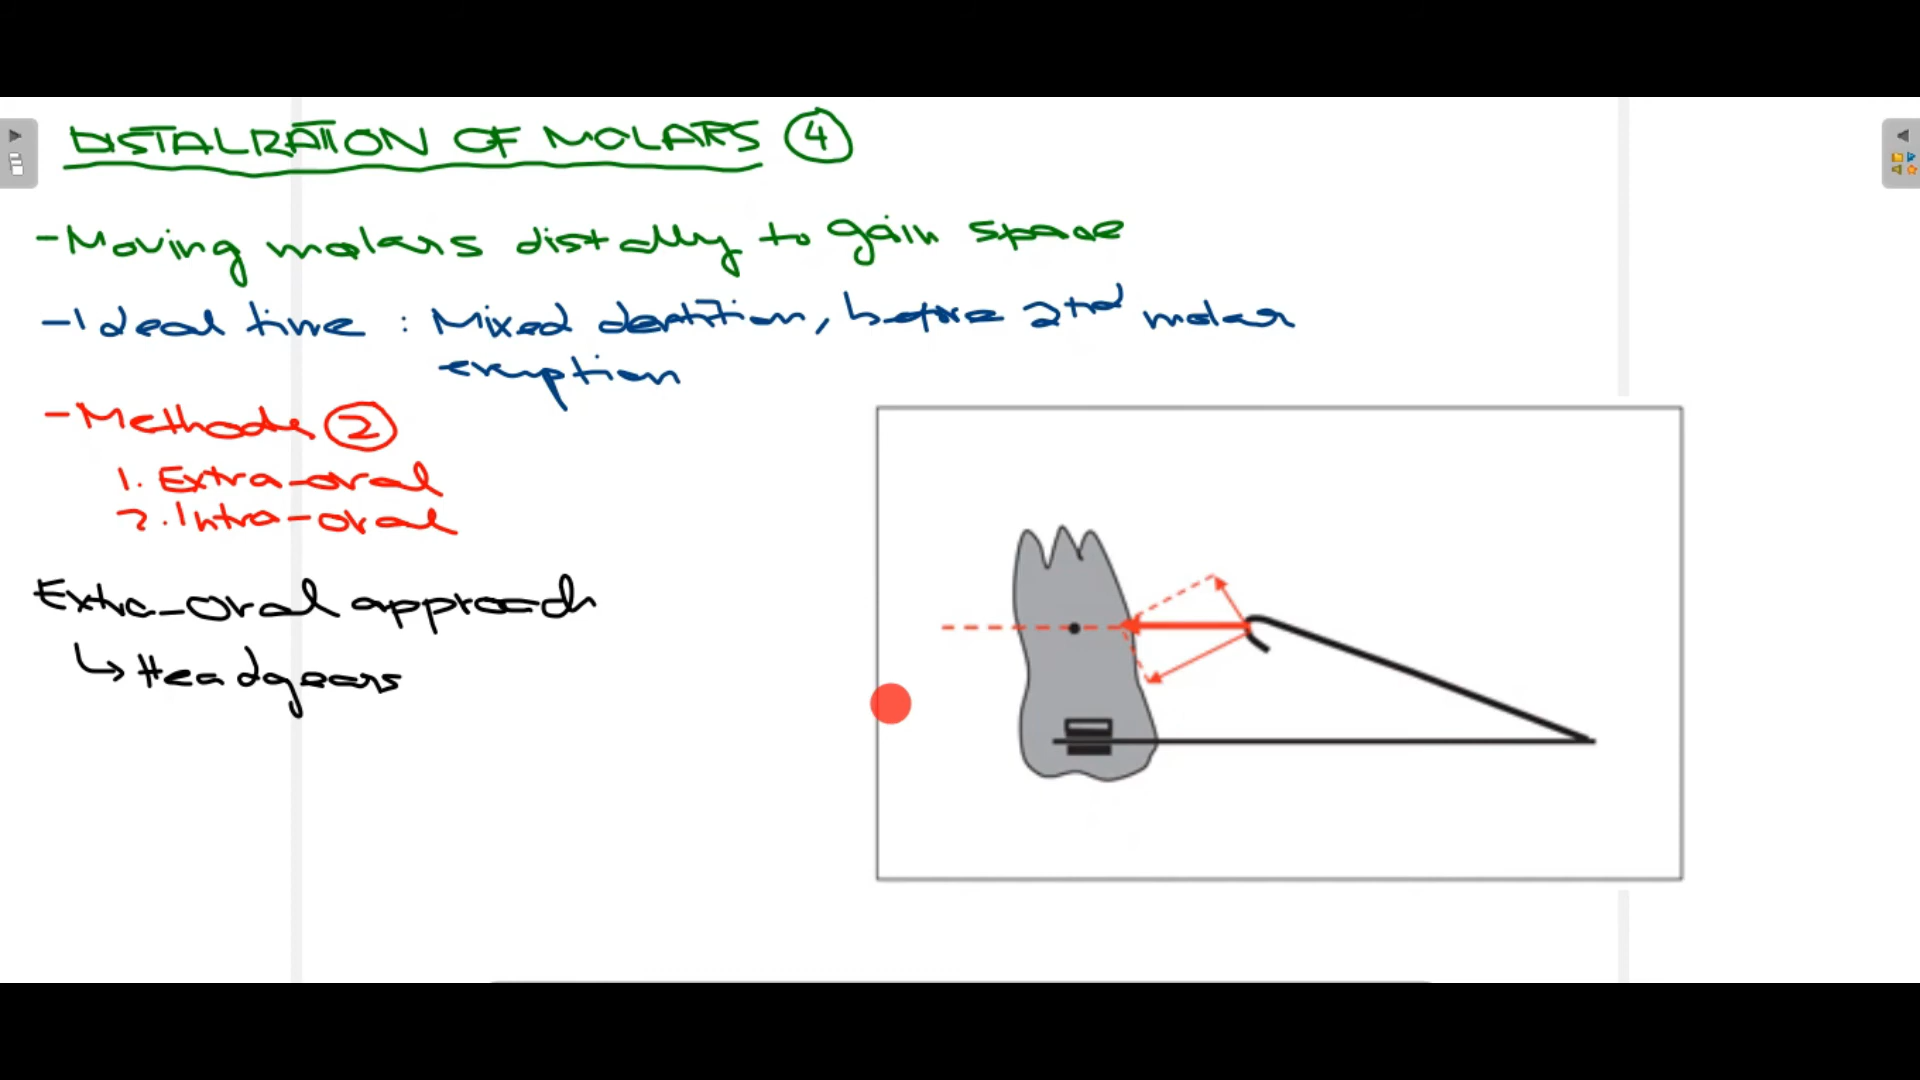 DISTALIZATION OF MOLARS 4
- Moving molars distally to gain space
- Ideal time : Mixed dentition, before 2nd molar
eruption
- Methods 2
1. Extra-oral
2. Intra-oral
Extra-oral approach
↳ Headgears